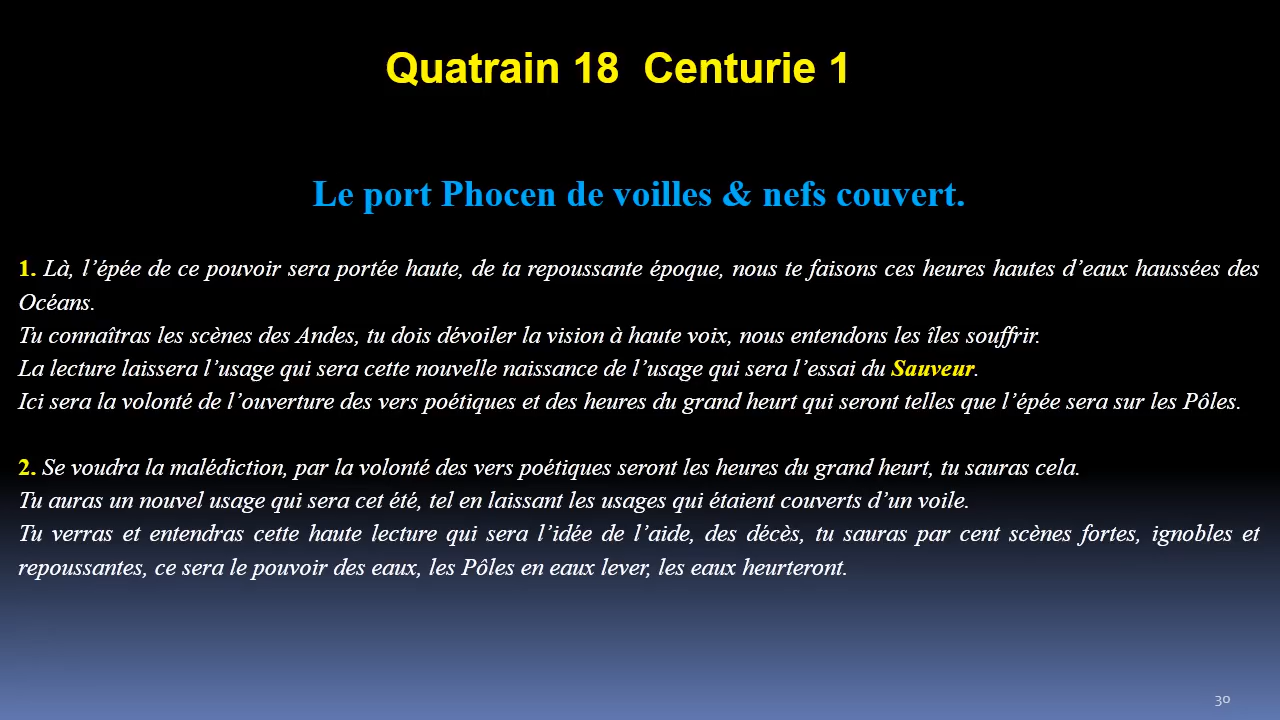 Quatrain 18  Centurie 1
Le port Phocen de voilles & nefs couvert.
1. Là, l’épée de ce pouvoir sera portée haute, de ta repoussante époque, nous te faisons ces heures hautes d’eaux haussées des
Océans.
Tu connaîtras les scènes des Andes, tu dois dévoiler la vision à haute voix, nous entendons les îles souffrir.
La lecture laissera l’usage qui sera cette nouvelle naissance de l’usage qui sera l’essai du Sauveur.
Ici sera la volonté de l’ouverture des vers poétiques et des heures du grand heurt qui seront telles que l’épée sera sur les Pôles.
2. Se voudra la malédiction, par la volonté des vers poétiques seront les heures du grand heurt, tu sauras cela.
Tu auras un nouvel usage qui sera cet été, tel en laissant les usages qui étaient couverts d’un voile.
Tu verras et entendras cette haute lecture qui sera l’idée de l’aide, des décès, tu sauras par cent scènes fortes, ignobles et
repoussantes, ce sera le pouvoir des eaux, les Pôles en eaux lever, les eaux heurteront.
30